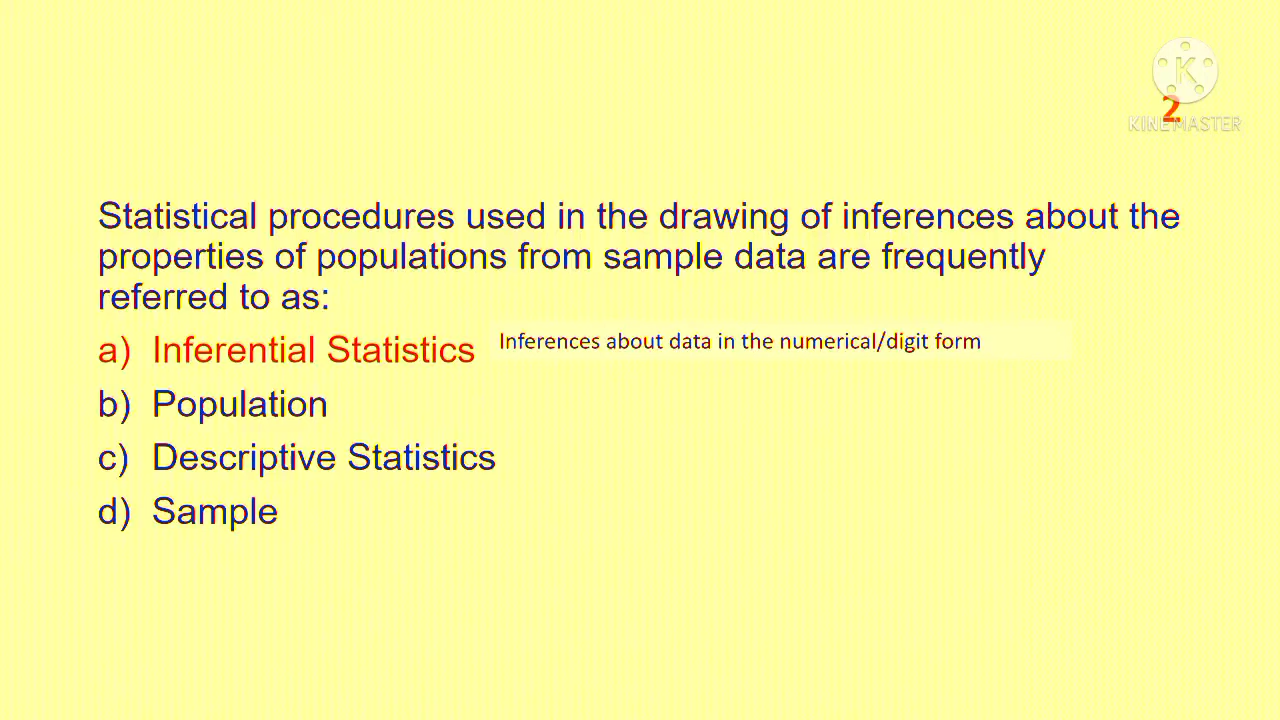 K
2
KINEMASTER
Statistical procedures used in the drawing of inferences about the
properties of populations from sample data are frequently
referred to as:
a) Inferential Statistics Inferences about data in the numerical/digit form
b) Population
c) Descriptive Statistics
d) Sample